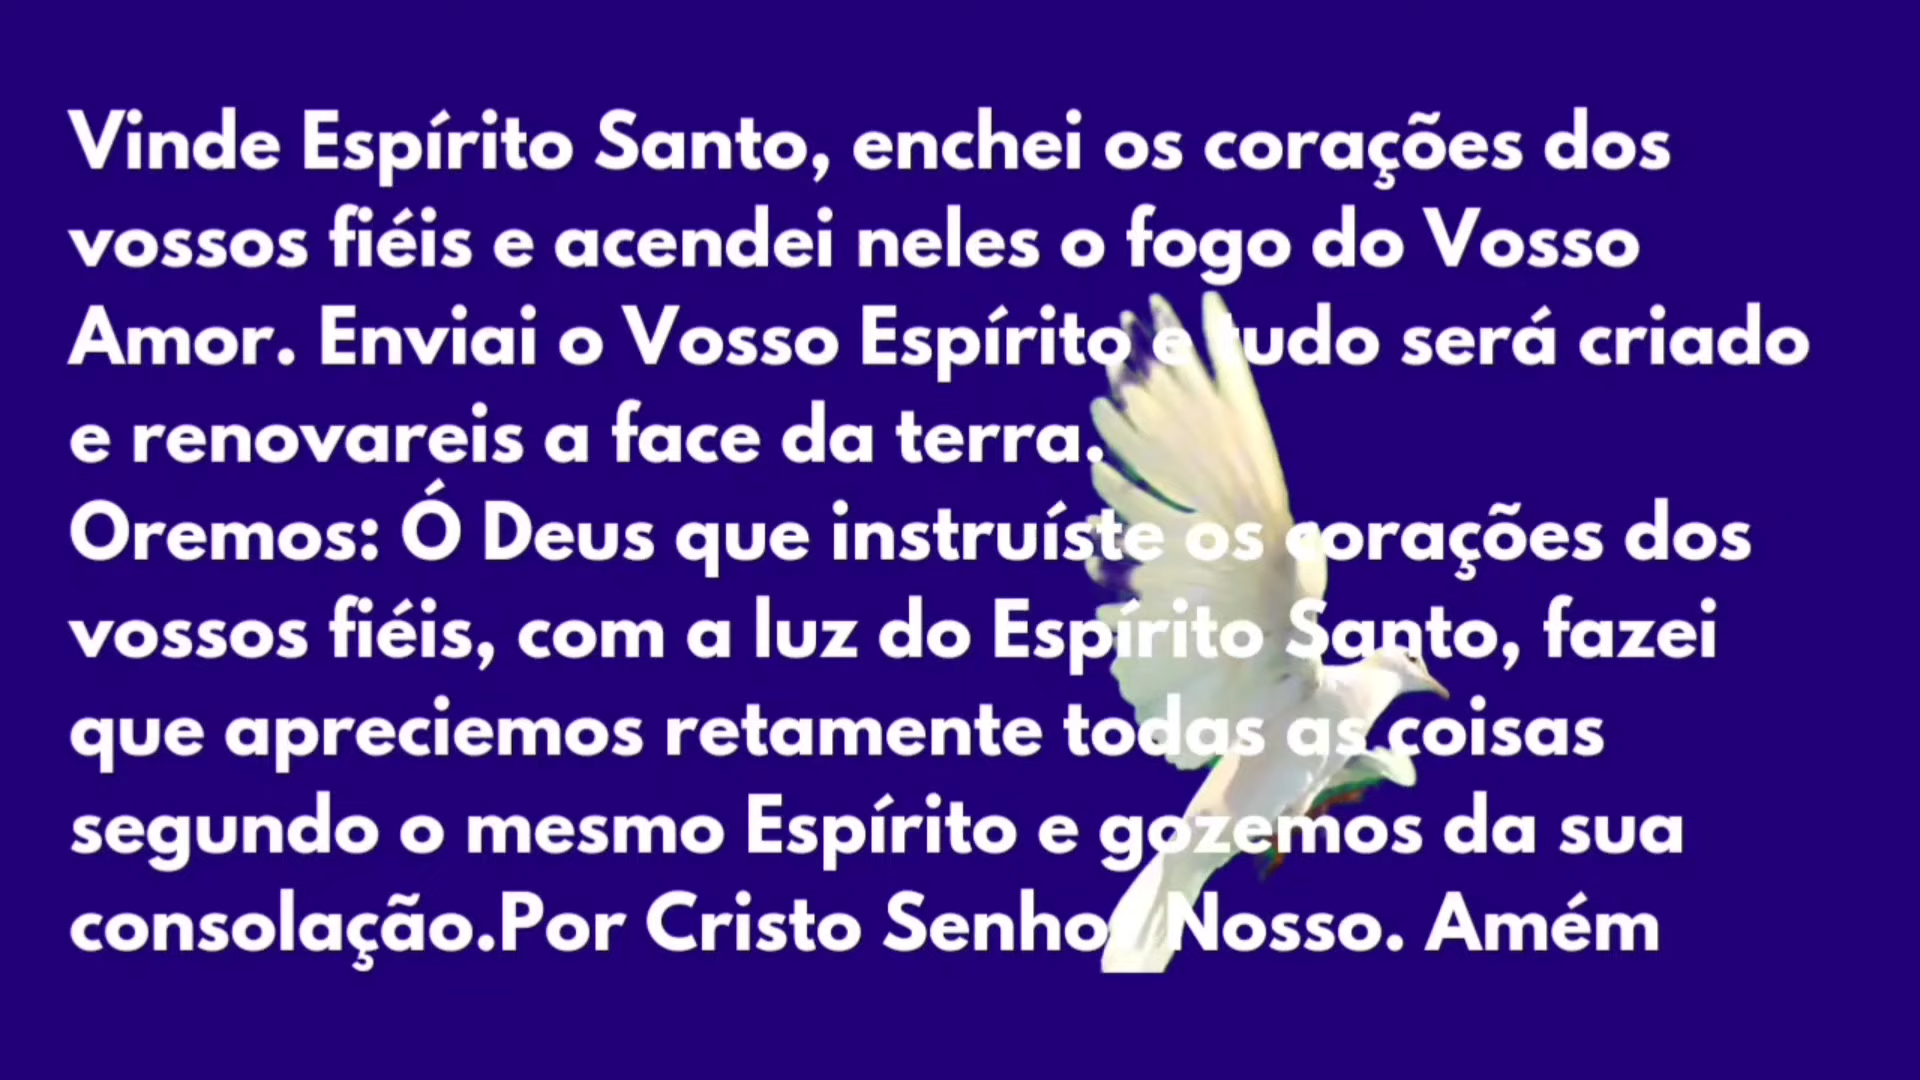 Vinde Espírito Santo, enchei os corações dos
vossos fiéis e acendei neles o fogo do Vosso
Amor. Enviai o Vosso Espírito e tudo será criado
e renovareis a face da terra.
Oremos: Ó Deus que instruíste os corações dos
vossos fiéis, com a luz do Espírito Santo, fazei
que apreciemos retamente todas as coisas
segundo o mesmo Espírito e gozemos da sua
consolação.Por Cristo Senhor Nosso. Amém